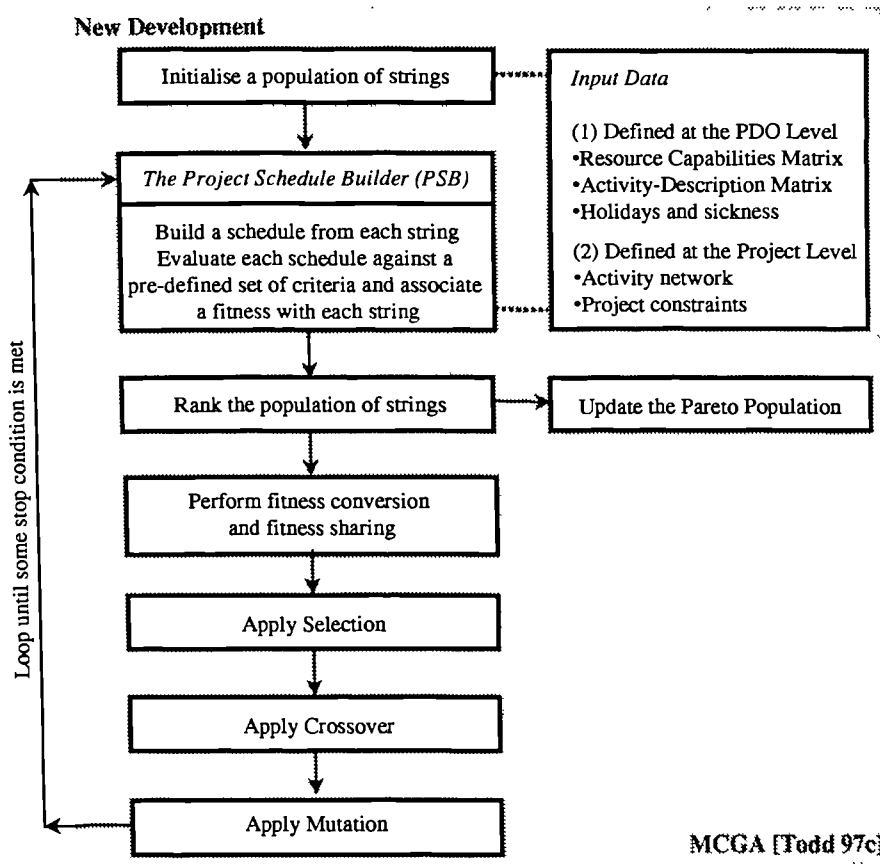 New Development
Initialise a population of strings
Input Data
(1) Defined at the PDO Level
•Resource Capabilities Matrix
•Activity-Description Matrix
•Holidays and sickness
(2) Defined at the Project Level
•Activity network
•Project constraints
The Project Schedule Builder (PSB)
Build a schedule from each string
Evaluate each schedule against a
pre-defined set of criteria and associate
a fitness with each string
Rank the population of strings
Update the Pareto Population
Perform fitness conversion
and fitness sharing
Apply Selection
Apply Crossover
Apply Mutation
Loop until some stop condition is met
MCGA [Todd 97c]